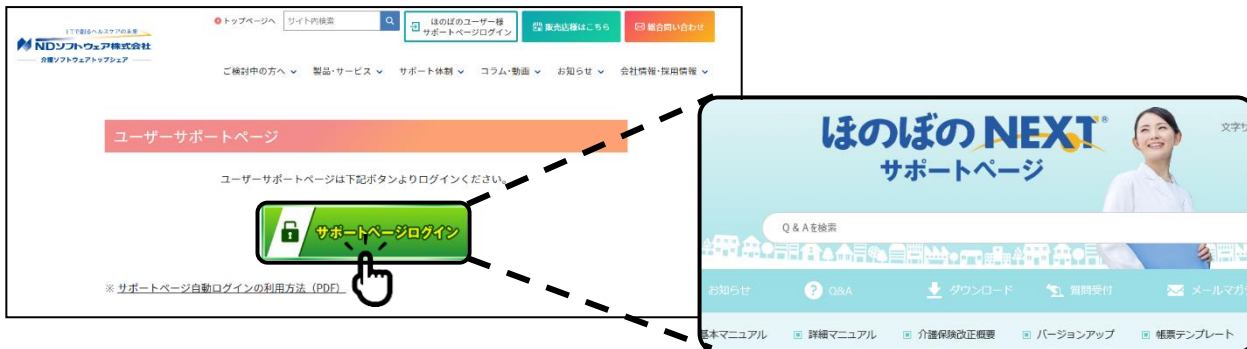 トップページへ
サイト内検索
ほのぼのユーザー様
サポートページログイン
販売店様はこちら
総合問い合わせ
ITで創るヘルスケアの未来
NDソフトウェア株式会社
介護ソフトウェアトップシェア
ご検討中の方へ 製品・サービス サポート体制 コラム・動画 お知らせ 会社情報・採用情報
ユーザーサポートページ
ユーザーサポートページは下記ボタンよりログインください。
サポートページログイン
※ サポートページ自動ログインの利用方法（PDF）
ほのぼの NEXT®
サポートページ
文字サ
Q & Aを検索
お知らせ Q&A ダウンロード 質問受付 メールマガ
基本マニュアル 詳細マニュアル 介護保険改正概要 バージョンアップ 帳票テンプレート